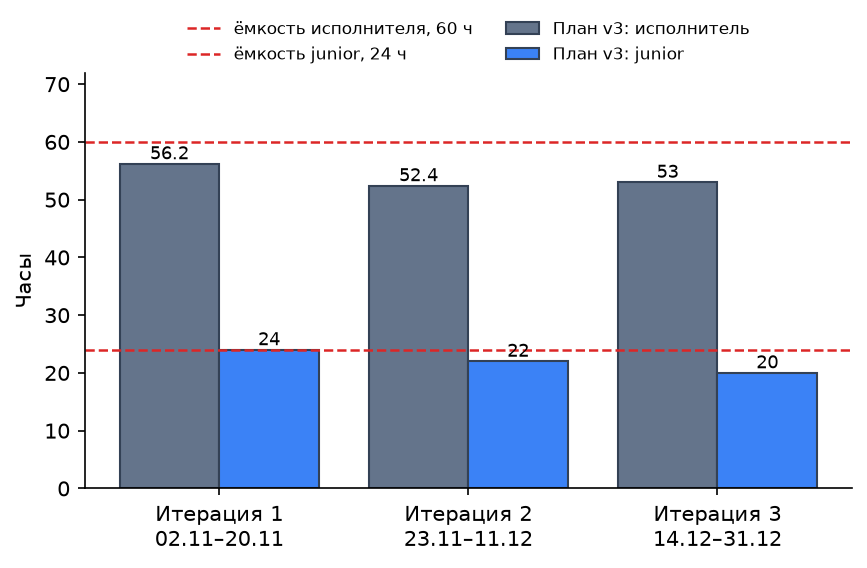 ёмкость исполнителя, 60 ч
ёмкость junior, 24 ч
План v3: исполнитель
План v3: junior
Часы
70
60
50
40
30
20
10
0
56.2
24
52.4
22
53
20
Итерация 1
02.11–20.11
Итерация 2
23.11–11.12
Итерация 3
14.12–31.12